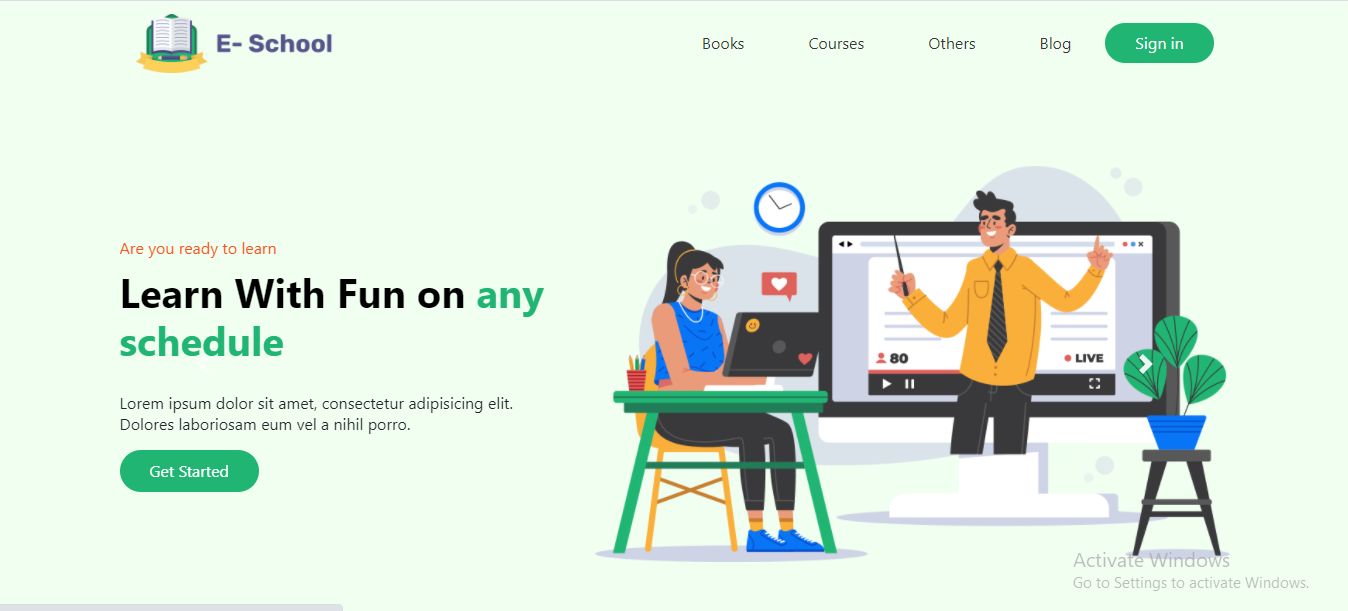 E- School
Books
Courses
Others
Blog
Sign in
Are you ready to learn
Learn With Fun on any
schedule
Lorem ipsum dolor sit amet, consectetur adipisicing elit.
Dolores laboriosam eum vel a nihil porro.
Get Started
80
LIVE
Activate Windows
Go to Settings to activate Windows.